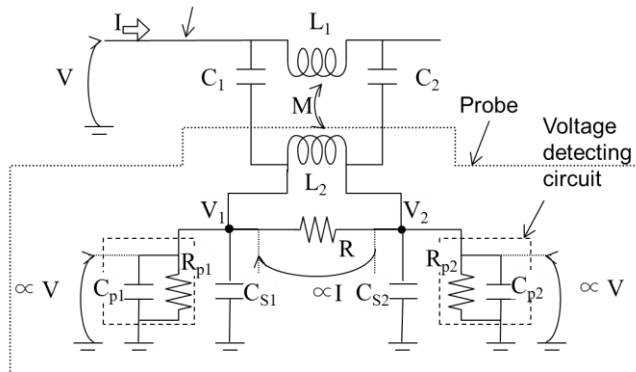 I
L₁
V
C₁
C₂
M
Probe
Voltage
detecting
circuit
L₂
V₁
V₂
R
∝ V
Cp1
Rp1
CS1
∝I
CS2
Rp2
Cp2
∝ V